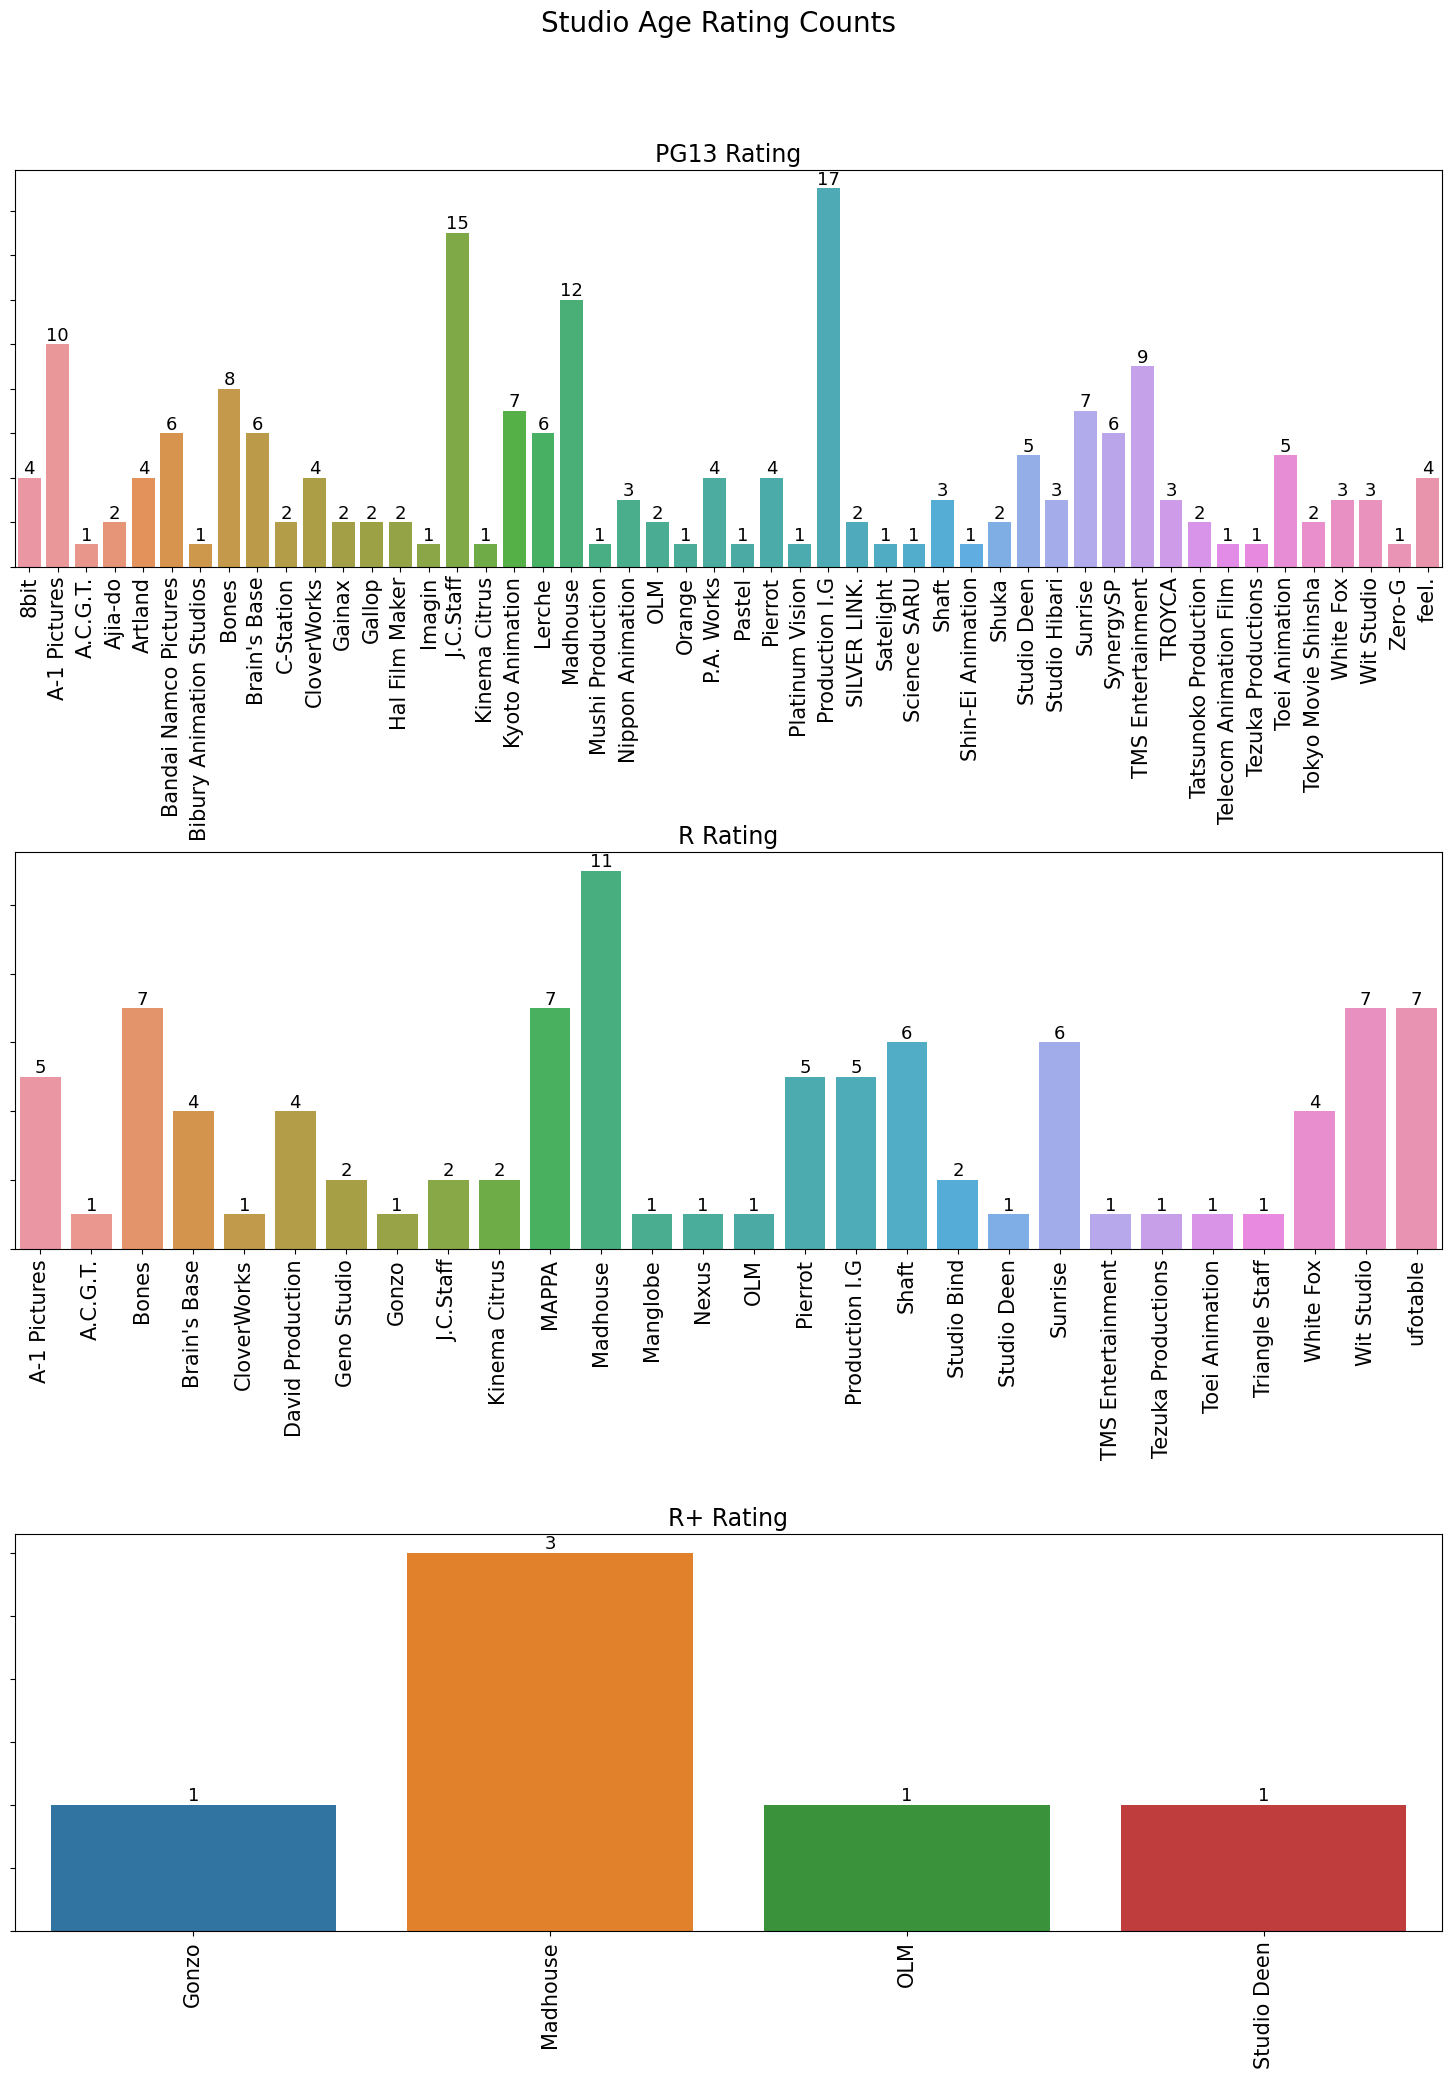 Studio Age Rating Counts
PG13 Rating
17
15
12
10
9
8
7
7
6
6
6
6
5
5
4
4
4
4
4
4
3
3
3
3
3
3
2
2
2
2
2
2
2
2
2
2
1
1
1
1
1
1
1
1
1
1
1
1
1
1
8bit
A-1 Pictures
A.C.G.T.
Ajia-do
Artland
Bandai Namco Pictures
Bibury Animation Studios
Bones
Brain's Base
C-Station
CloverWorks
Gainax
Gallop
Hal Film Maker
Imagin
J.C.Staff
Kinema Citrus
Kyoto Animation
Lerche
Madhouse
Mushi Production
Nippon Animation
OLM
Orange
P.A. Works
Pastel
Pierrot
Platinum Vision
Production I.G
SILVER LINK.
Satelight
Science SARU
Shaft
Shin-Ei Animation
Shuka
Studio Deen
Studio Hibari
Sunrise
SynergySP
TMS Entertainment
TROYCA
Tatsunoko Production
Telecom Animation Film
Tezuka Productions
Toei Animation
Tokyo Movie Shinsha
White Fox
Wit Studio
Zero-G
feel.
R Rating
11
7
7
7
7
6
6
5
5
5
4
4
4
2
2
2
2
1
1
1
1
1
1
1
1
1
1
1
A-1 Pictures
A.C.G.T.
Bones
Brain's Base
CloverWorks
David Production
Geno Studio
Gonzo
J.C.Staff
Kinema Citrus
MAPPA
Madhouse
Manglobe
Nexus
OLM
Pierrot
Production I.G
Shaft
Studio Bind
Studio Deen
Sunrise
TMS Entertainment
Tezuka Productions
Toei Animation
Triangle Staff
White Fox
Wit Studio
ufotable
R+ Rating
3
1
1
1
Gonzo
Madhouse
OLM
Studio Deen